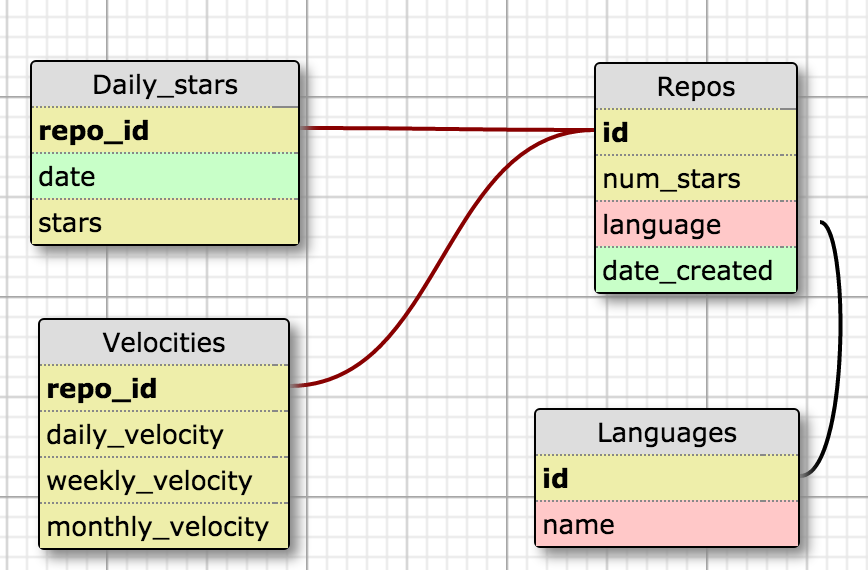 Daily_stars
repo_id
date
stars
Repos
id
num_stars
language
date_created
Velocities
repo_id
daily_velocity
weekly_velocity
monthly_velocity
Languages
id
name